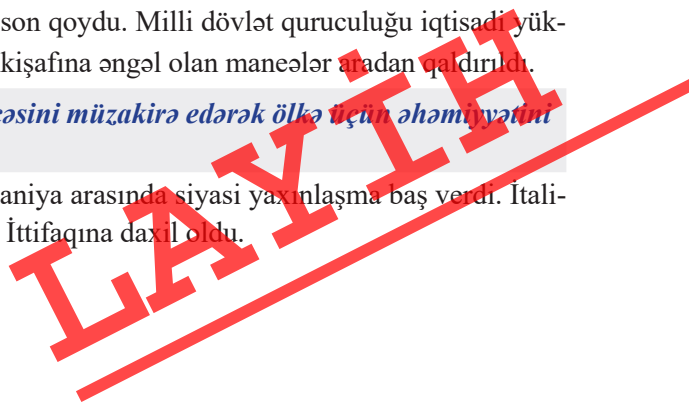 son qoydu. Milli dövlət quruculuğu iqtisadi yük-
kişafına əngəl olan maneələr aradan qaldırıldı.
əsini müzakirə edərək ölkə üçün əhəmiyyətini
aniya arasında siyasi yaxınlaşma baş verdi. İtali-
İttifaqına daxil oldu.
LAYİH